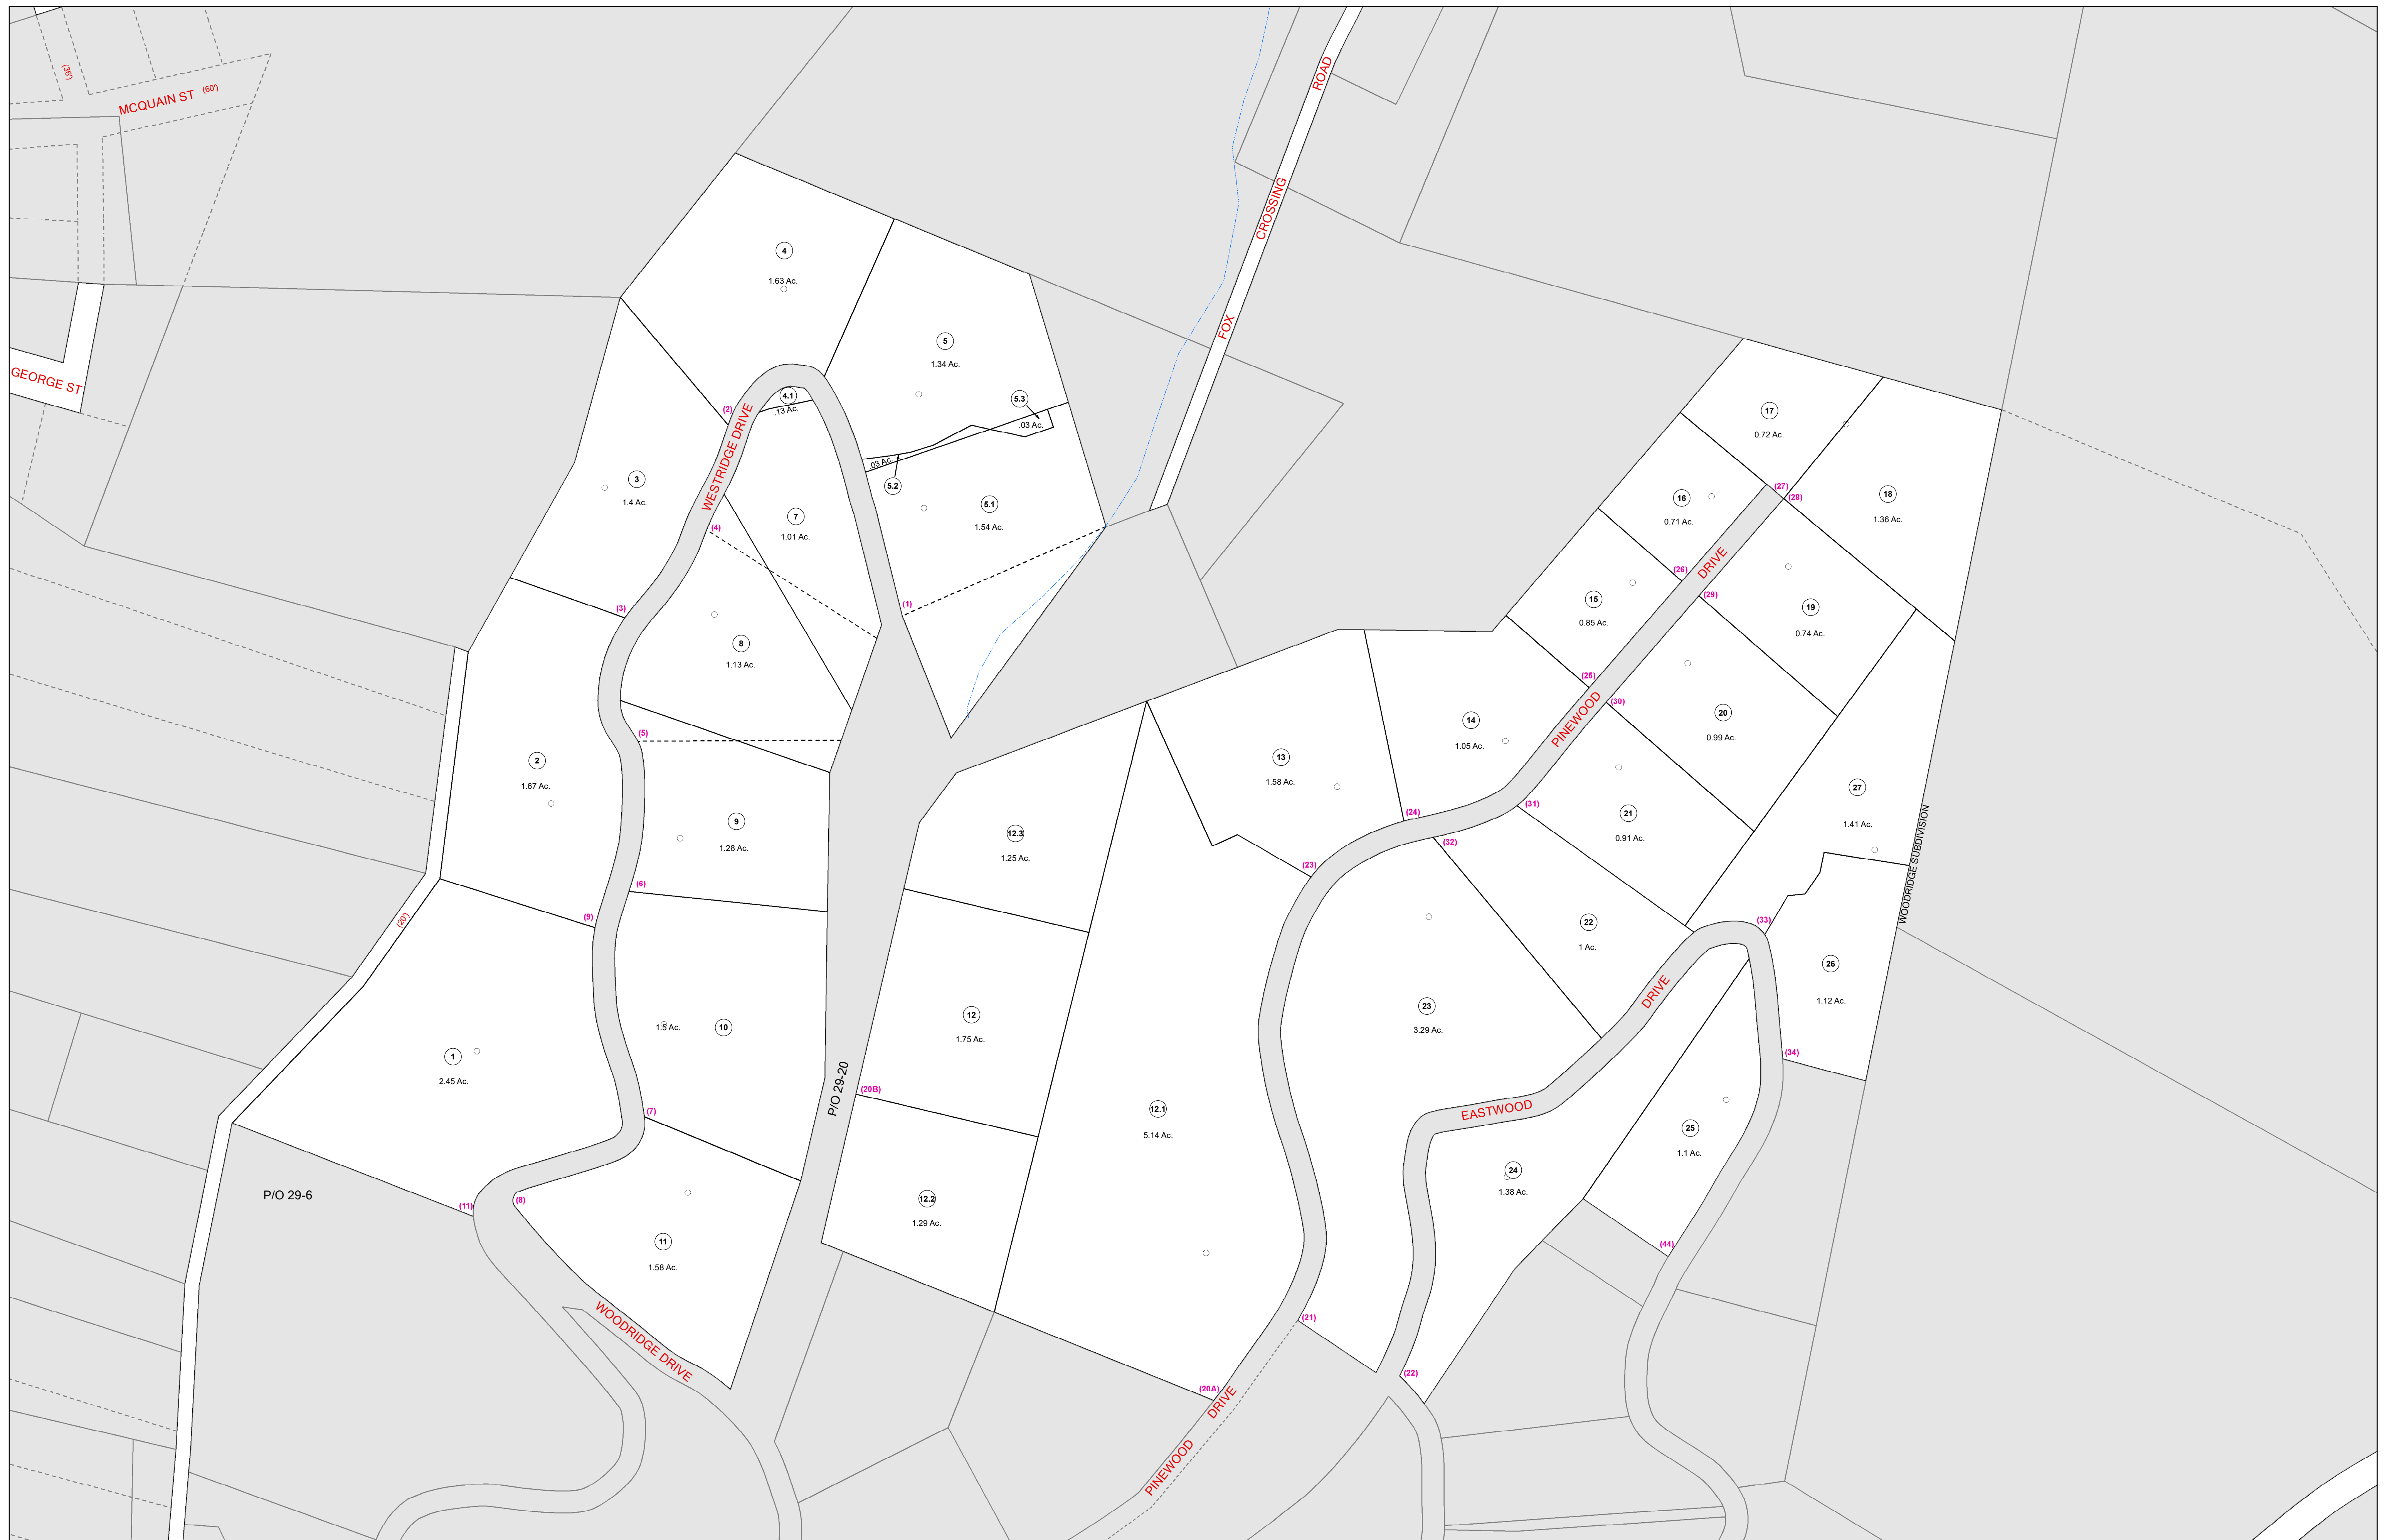 (36')
MCQUAIN ST (60')
GEORGE ST
FOX CROSSING ROAD
4
1.63 Ac.
5
1.34 Ac.
4.1
.13 Ac.
5.3
.03 Ac.
(2)
WESTRIDGE DRIVE
.03 Ac.
5.2
5.1
1.54 Ac.
3
1.4 Ac.
7
1.01 Ac.
(4)
(3)
(1)
8
1.13 Ac.
(5)
2
1.67 Ac.
9
1.28 Ac.
(6)
(9)
(20')
10
1.5 Ac.
1
2.45 Ac.
(7)
P/O 29-20
P/O 29-6
(11)
(8)
11
1.58 Ac.
WOODRIDGE DRIVE
17
0.72 Ac.
(27)
(28)
18
1.36 Ac.
16
0.71 Ac.
(26)
(29)
15
0.85 Ac.
19
0.74 Ac.
(25)
(30)
PINEWOOD DRIVE
14
1.05 Ac.
20
0.99 Ac.
13
1.58 Ac.
27
1.41 Ac.
(31)
21
0.91 Ac.
(24)
(32)
(23)
WOODRIDGE SUBDIVISION
12.3
1.25 Ac.
22
1 Ac.
(33)
26
1.12 Ac.
12
1.75 Ac.
23
3.29 Ac.
(34)
(20B)
EASTWOOD DRIVE
12.1
5.14 Ac.
25
1.1 Ac.
24
1.38 Ac.
12.2
1.29 Ac.
(44)
(21)
(22)
(20A)
PINEWOOD DRIVE